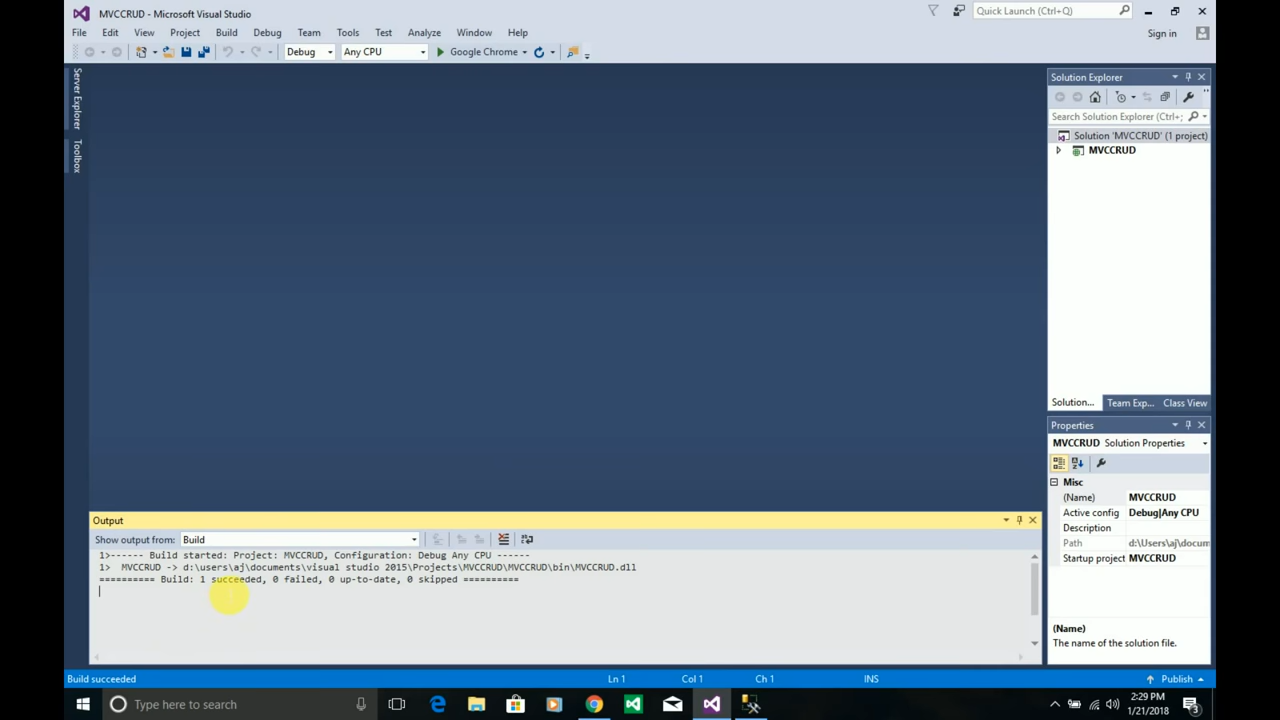 MVCCRUD - Microsoft Visual Studio
Quick Launch (Ctrl+Q)
File Edit View Project Build Debug Team Tools Test Analyze Window Help
Sign in
Debug Any CPU Google Chrome
Server Explorer
Toolbox
Solution Explorer
Search Solution Explorer (Ctrl+;
Solution 'MVCCRUD' (1 project)
MVCCRUD
Solution... Team Exp... Class View
Properties
MVCCRUD Solution Properties
Misc
(Name) MVCCRUD
Active config Debug|Any CPU
Description
Path d:\Users\aj\docum
Startup project MVCCRUD
(Name)
The name of the solution file.
Output
Show output from: Build
1>------ Build started: Project: MVCCRUD, Configuration: Debug Any CPU ------
1>  MVCCRUD -> d:\users\aj\documents\visual studio 2015\Projects\MVCCRUD\MVCCRUD\bin\MVCCRUD.dll
========== Build: 1 succeeded, 0 failed, 0 up-to-date, 0 skipped ==========
Build succeeded Ln 1 Col 1 Ch 1 INS Publish
Type here to search
2:29 PM
1/21/2018
3